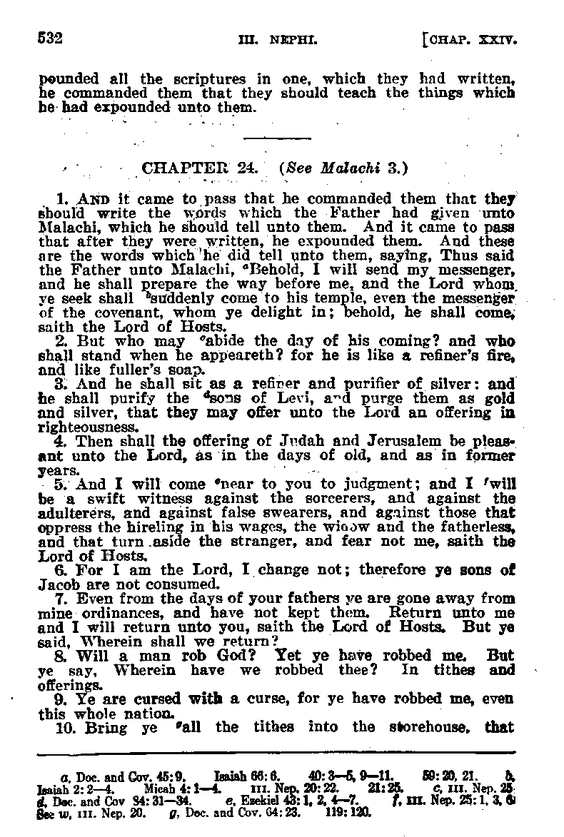 532 III. NEPHI. [CHAP. XXIV.
pounded all the scriptures in one, which they had written,
he commanded them that they should teach the things which
he had expounded unto them.
CHAPTER 24. (See Malachi 3.)
1. AND it came to pass that he commanded them that they
should write the words which the Father had given unto
Malachi, which he should tell unto them. And it came to pass
that after they were written, he expounded them. And these
are the words which he did tell unto them, saying, Thus said
the Father unto Malachi, aBehold, I will send my messenger,
and he shall prepare the way before me, and the Lord whom
ye seek shall bsuddenly come to his temple, even the messenger
of the covenant, whom ye delight in; behold, he shall come,
saith the Lord of Hosts.
2. But who may cabide the day of his coming? and who
shall stand when he appeareth? for he is like a refiner's fire,
and like fuller's soap.
3. And he shall sit as a refiner and purifier of silver: and
he shall purify the dsons of Levi, and purge them as gold
and silver, that they may offer unto the Lord an offering in
righteousness.
4. Then shall the offering of Judah and Jerusalem be pleas-
ant unto the Lord, as in the days of old, and as in former
years.
5. And I will come enear to you to judgment; and I fwill
be a swift witness against the sorcerers, and against the
adulterers, and against false swearers, and against those that
oppress the hireling in his wages, the widow and the fatherless,
and that turn aside the stranger, and fear not me, saith the
Lord of Hosts.
6. For I am the Lord, I change not; therefore ye sons of
Jacob are not consumed.
7. Even from the days of your fathers ye are gone away from
mine ordinances, and have not kept them. Return unto me
and I will return unto you, saith the Lord of Hosts. But ye
said, Wherein shall we return?
8. Will a man rob God? Yet ye have robbed me. But
ye say, Wherein have we robbed thee? In tithes and
offerings.
9. Ye are cursed with a curse, for ye have robbed me, even
this whole nation.
10. Bring ye gall the tithes into the storehouse, that
a, Doc. and Cov. 45:9. Isaiah 66:6. 40:3—5, 9—11. 59:20, 21. b,
Isaiah 2:2—4. Micah 4:1—4. III. Nep. 20:22. 21:25. c, III. Nep. 25
d, Doc. and Cov 84:31—34. e, Ezekiel 43:1, 2, 4—7. f, III. Nep. 25:1, 3,
See w, III. Nep. 20. g, Doc. and Cov. 64:23. 119:120.